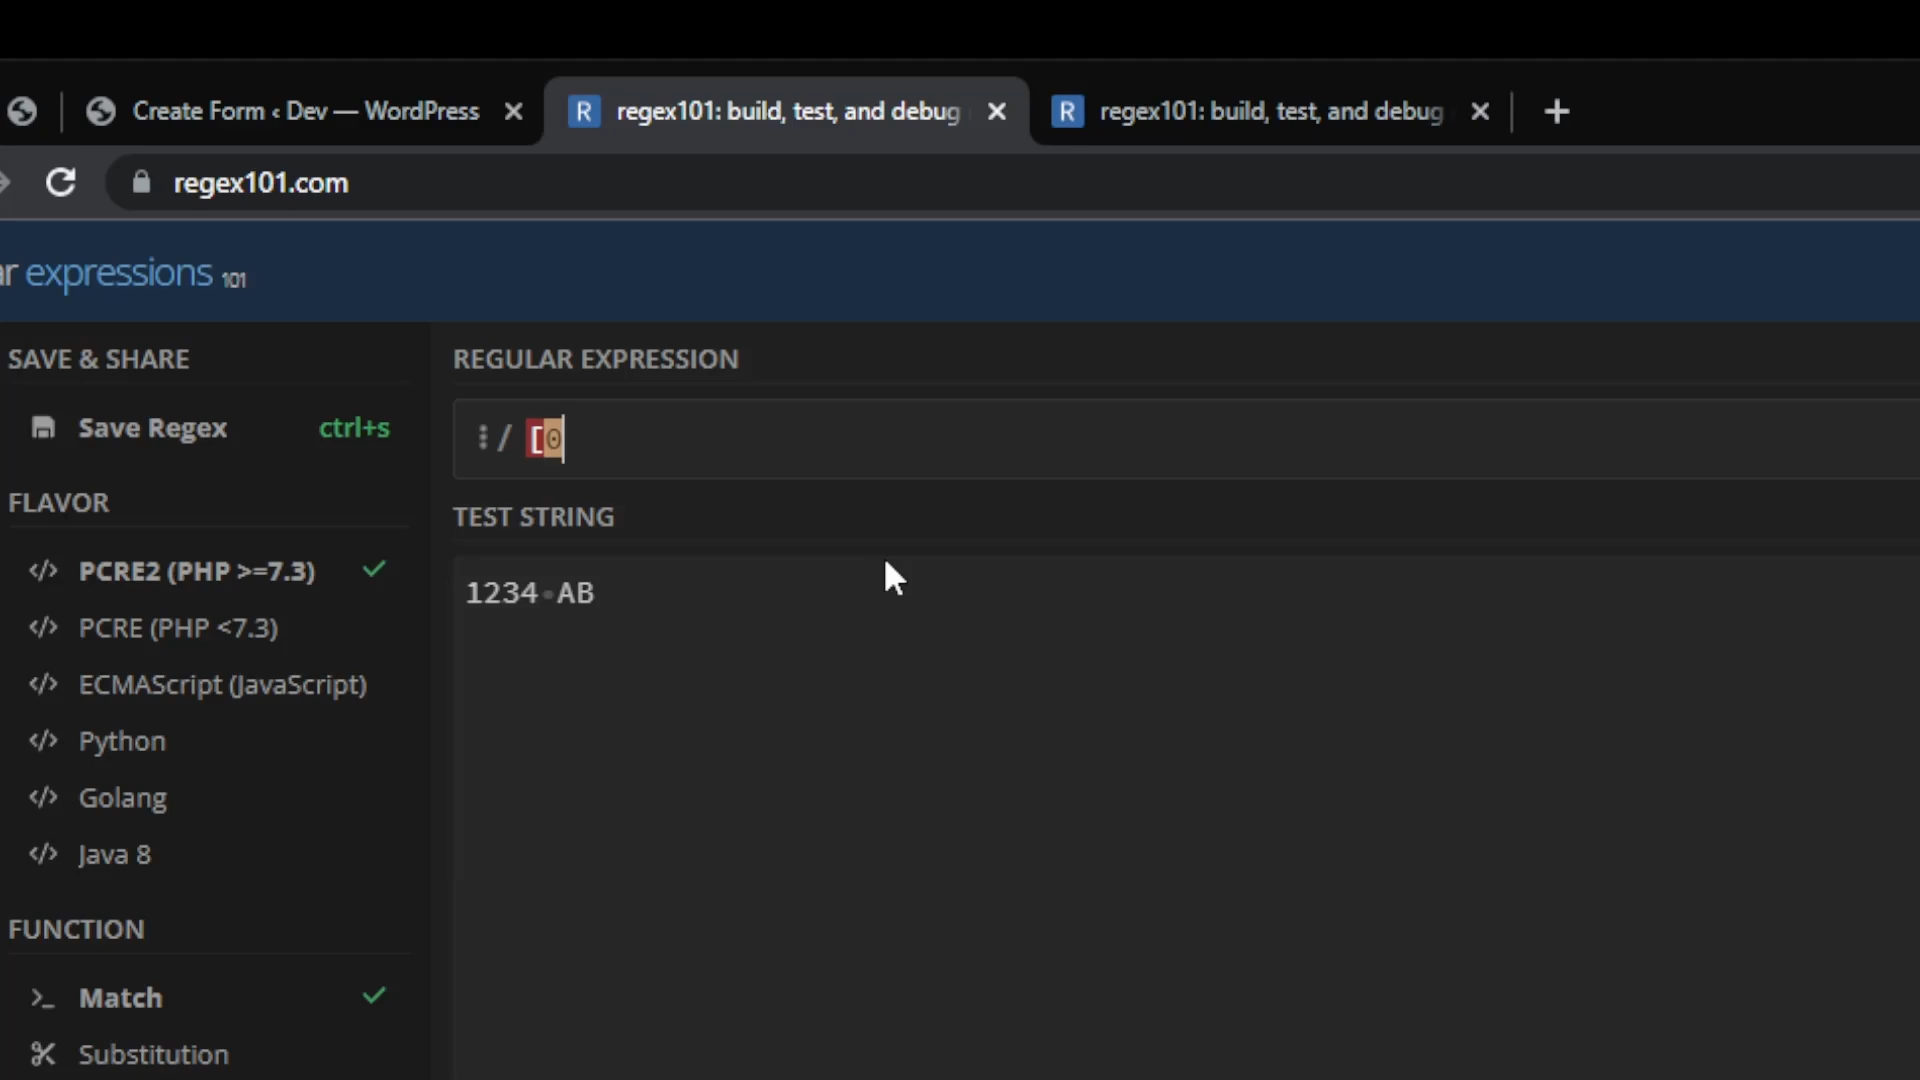 Create Form ‹ Dev — WordPress
regex101: build, test, and debug
regex101: build, test, and debug
regex101.com
ar expressions 101
SAVE & SHARE
Save Regex ctrl+s
FLAVOR
PCRE2 (PHP >=7.3)
PCRE (PHP <7.3)
ECMAScript (JavaScript)
Python
Golang
Java 8
FUNCTION
Match
Substitution
REGULAR EXPRESSION
/ [0
TEST STRING
1234 AB